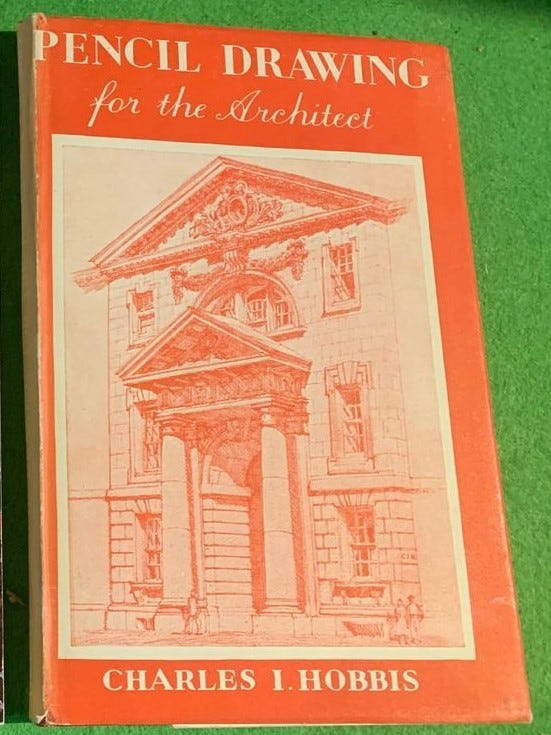 PENCIL DRAWING
for the Architect
CHARLES I. HOBBIS